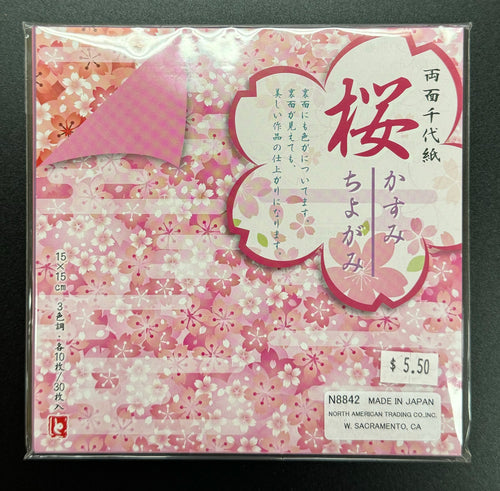 両面千代紙
桜
かすみ
ちよがみ
裏面にも色がついてます。
裏面が見えても、
美しい作品の仕上がりになります。
15×15cm 3色調・各10枚/30枚入
$ 5.50
N8842 MADE IN JAPAN
NORTH AMERICAN TRADING CO,INC.
W. SACRAMENTO, CA